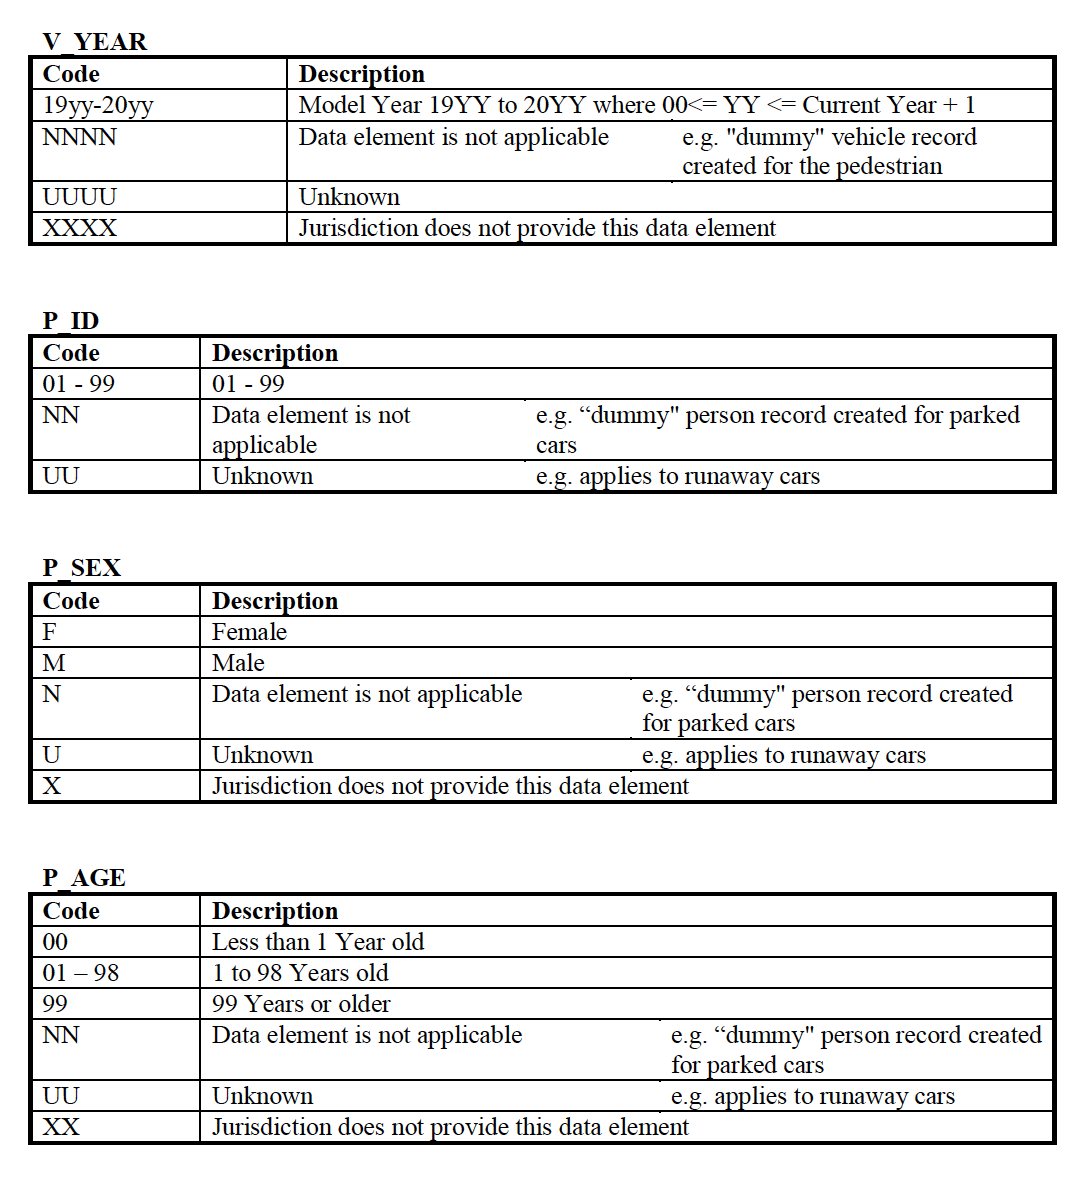 V_YEAR
Code Description
19yy-20yy Model Year 19YY to 20YY where 00<= YY <= Current Year + 1
NNNN Data element is not applicable e.g. "dummy" vehicle record
created for the pedestrian
UUUU Unknown
XXXX Jurisdiction does not provide this data element
P_ID
Code Description
01 - 99 01 - 99
NN Data element is not e.g. “dummy" person record created for parked
applicable cars
UU Unknown e.g. applies to runaway cars
P_SEX
Code Description
F Female
M Male
N Data element is not applicable e.g. “dummy" person record created
for parked cars
U Unknown e.g. applies to runaway cars
X Jurisdiction does not provide this data element
P_AGE
Code Description
00 Less than 1 Year old
01 – 98 1 to 98 Years old
99 99 Years or older
NN Data element is not applicable e.g. “dummy" person record created
for parked cars
UU Unknown e.g. applies to runaway cars
XX Jurisdiction does not provide this data element